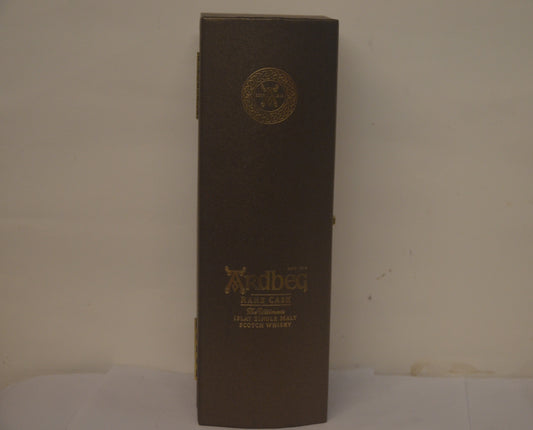 ARdbeg
RARE CASK
The Ultimate
ISLAY SINGLE MALT
SCOTCH WHISKY